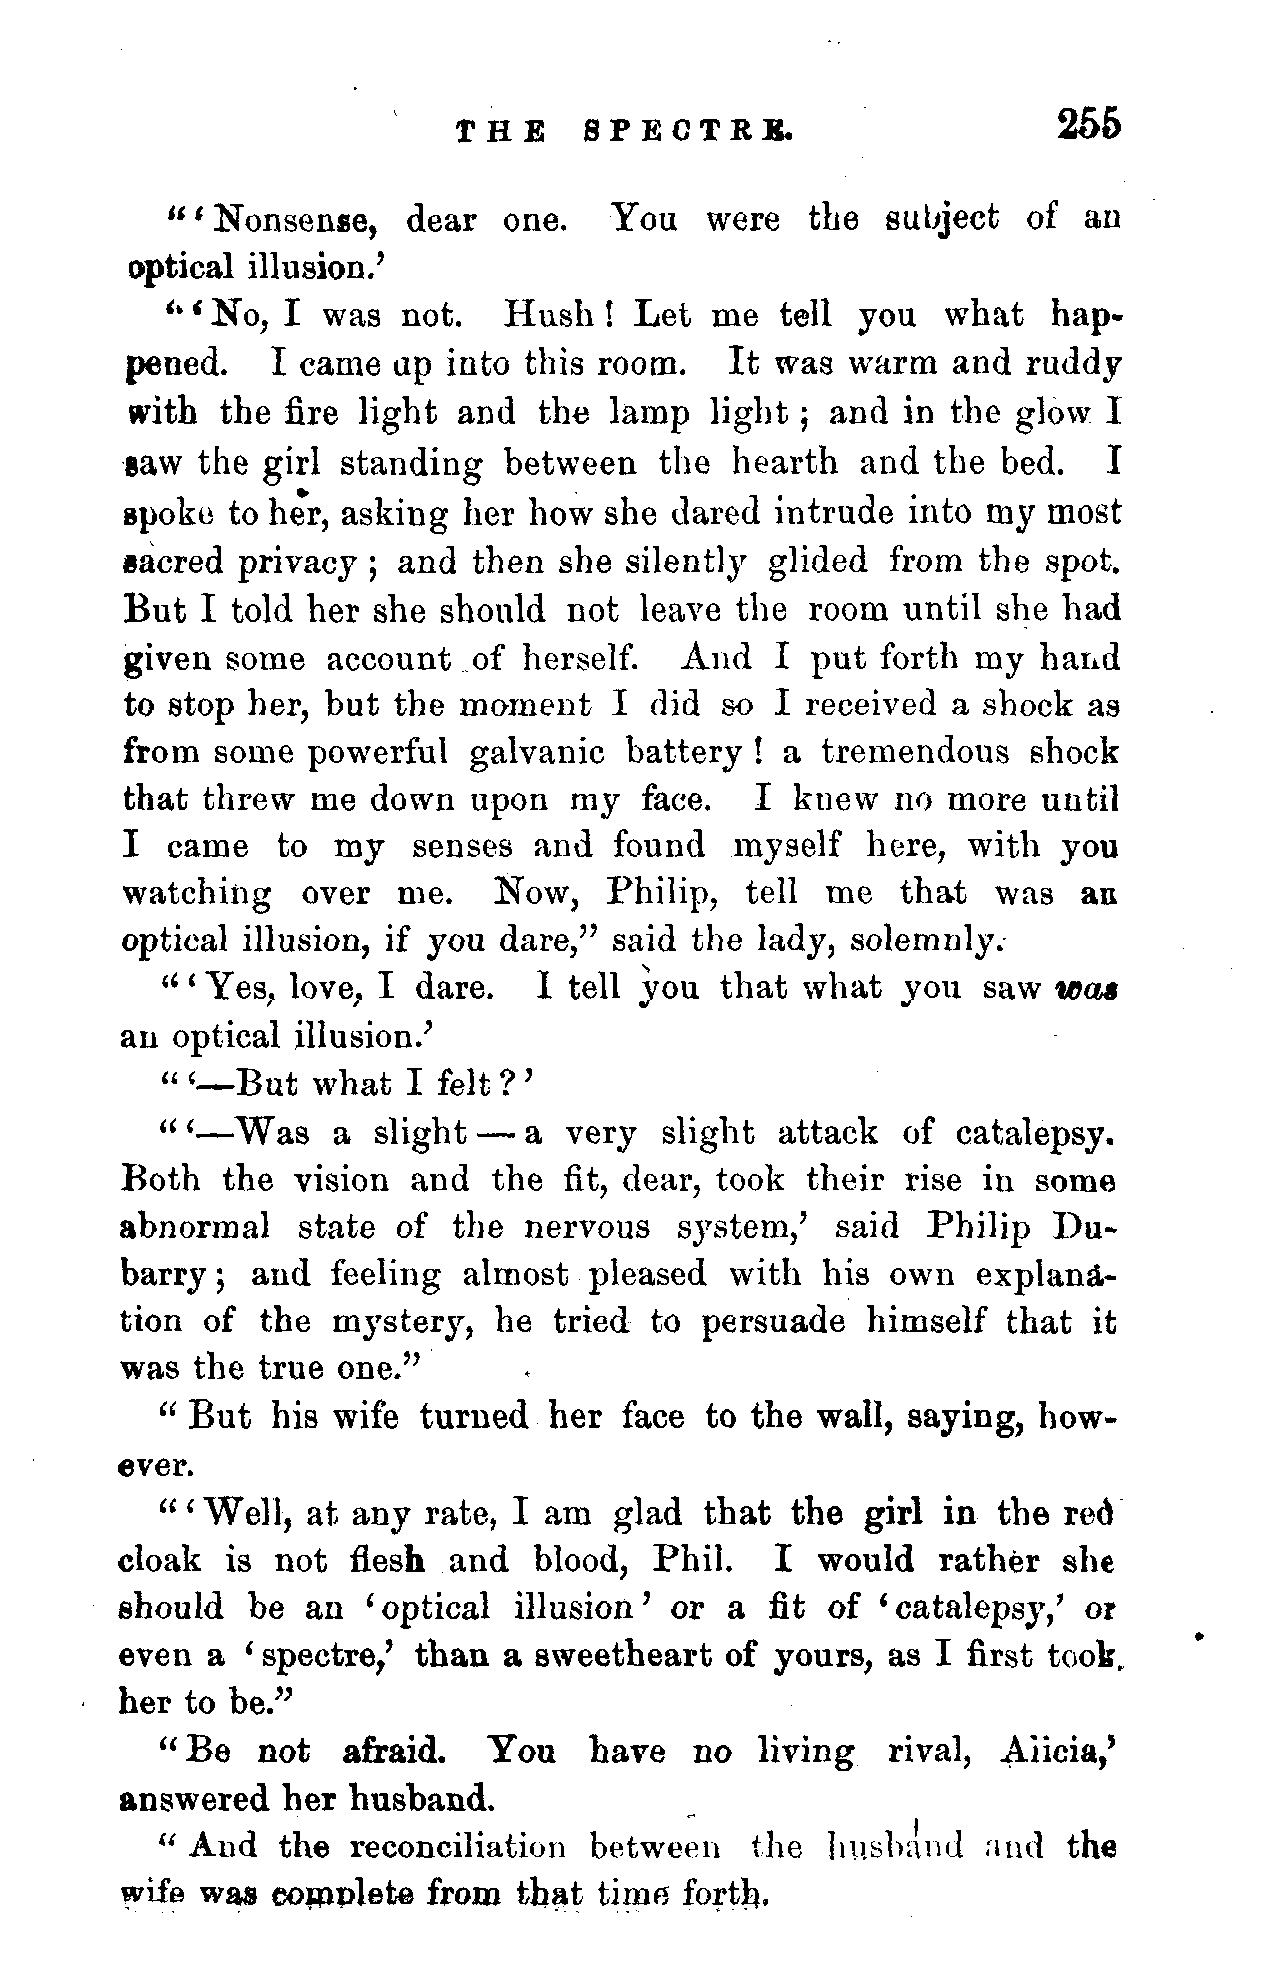 THE SPECTRE. 255
"'Nonsense, dear one. You were the subject of an
optical illusion.'
"'No, I was not. Hush! Let me tell you what hap-
pened. I came up into this room. It was warm and ruddy
with the fire light and the lamp light; and in the glow I
saw the girl standing between the hearth and the bed. I
spoke to her, asking her how she dared intrude into my most
sacred privacy; and then she silently glided from the spot.
But I told her she should not leave the room until she had
given some account of herself. And I put forth my hand
to stop her, but the moment I did so I received a shock as
from some powerful galvanic battery! a tremendous shock
that threw me down upon my face. I knew no more until
I came to my senses and found myself here, with you
watching over me. Now, Philip, tell me that was an
optical illusion, if you dare," said the lady, solemnly.
"'Yes, love, I dare. I tell you that what you saw was
an optical illusion.'
"'—But what I felt?'
"'—Was a slight — a very slight attack of catalepsy.
Both the vision and the fit, dear, took their rise in some
abnormal state of the nervous system,' said Philip Du-
barry; and feeling almost pleased with his own explana-
tion of the mystery, he tried to persuade himself that it
was the true one."
"But his wife turned her face to the wall, saying, how-
ever.
"'Well, at any rate, I am glad that the girl in the red
cloak is not flesh and blood, Phil. I would rather she
should be an 'optical illusion' or a fit of 'catalepsy,' or
even a 'spectre,' than a sweetheart of yours, as I first took
her to be."
"Be not afraid. You have no living rival, Alicia,'
answered her husband.
"And the reconciliation between the husband and the
wife was complete from that time forth.